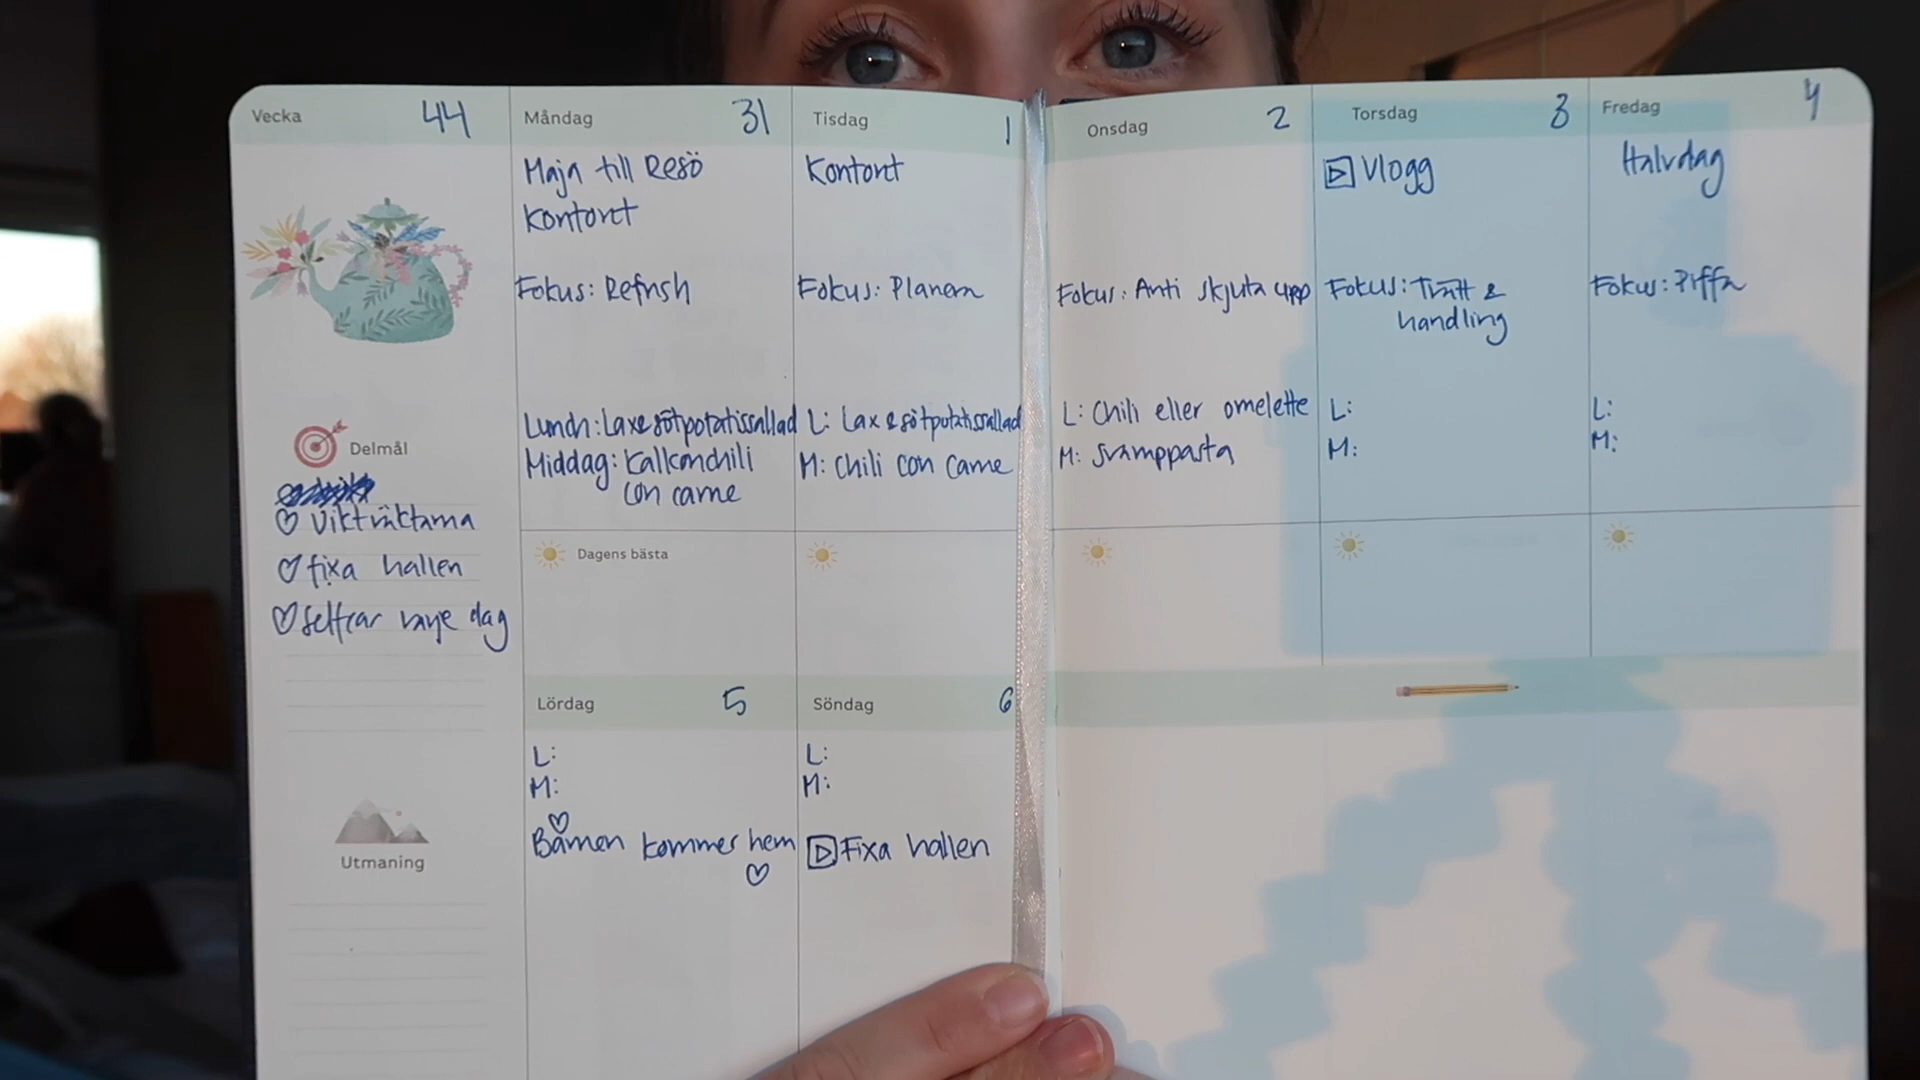 Vecka 44
Måndag 31
Maja till Resö
Kontoret
Fokus: Refresh
Lunch: Lax & sötpotatissallad
Middag: Kalkonchili
con carne
Dagens bästa
Tisdag 1
Kontoret
Fokus: Planera
L: Lax & sötpotatissallad
M: Chili con carne
Onsdag 2
Fokus: Anti skjuta upp
L: Chili eller omelette
M: Svamppasta
Torsdag 3
Vlogg
Fokus: Tvätt &
handling
L:
M:
Fredag 4
Halvdag
Fokus: Piffa
L:
M:
Delmål
Viktväktarna
fixa hallen
selfcar varje dag
Utmaning
Lördag 5
L:
M:
Barnen kommer hem
Söndag 6
L:
M:
Fixa hallen